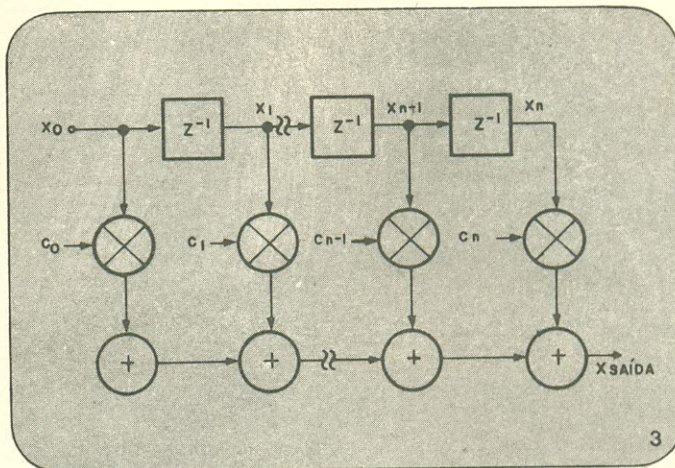 X0 Z⁻¹ X1 Z⁻¹ Xn+1 Z⁻¹ Xn
C0 C1 Cn-1 Cn
+ + + +
XSAÍDA
3